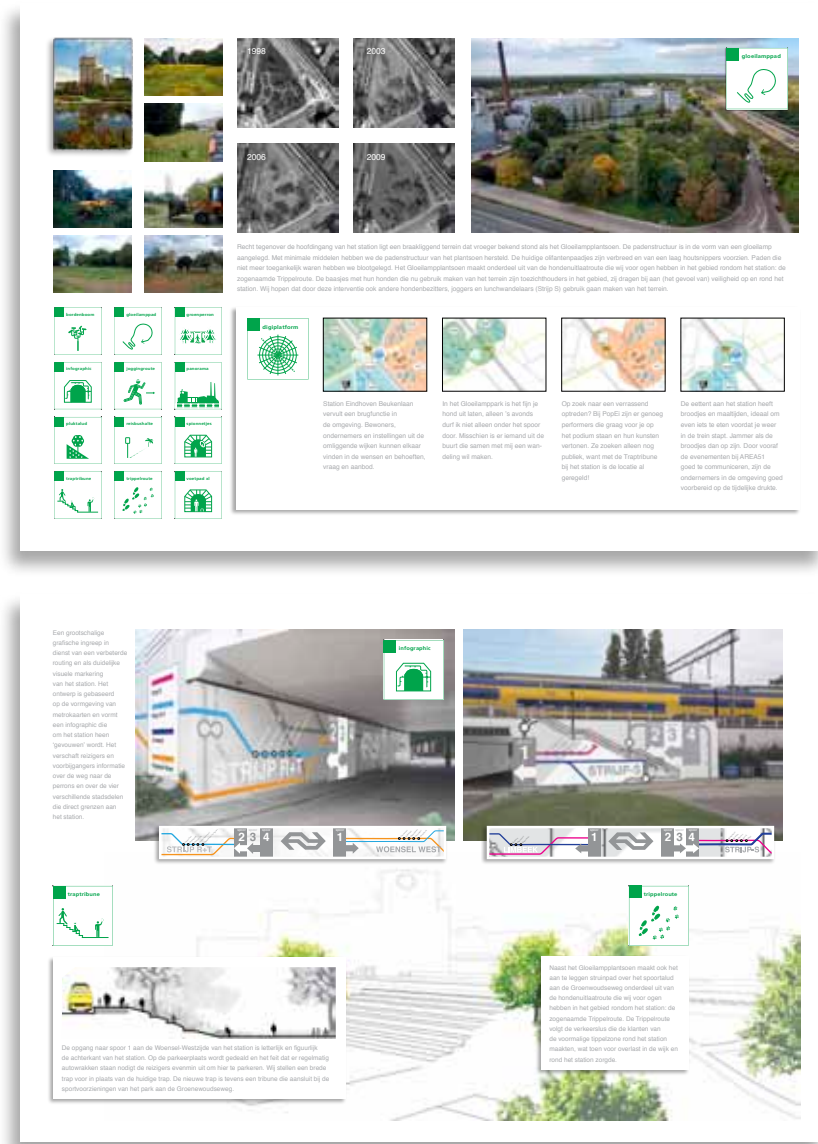 1998
2003
2006
2009
gloeilamppad
Recht tegenover de hoofdingang van het station ligt een braakliggend terrein dat vroeger bekend stond als het Gloeilampplantsoen. De padenstructuur is in de vorm van een gloeilamp
aangelegd. Met minimale middelen hebben we de padenstructuur van het plantsoen hersteld. De huidige olifantenpaadjes zijn verbreed en van een laag houtsnippers voorzien. Paden die
niet meer toegankelijk waren hebben we blootgelegd. Het Gloeilampplantsoen maakt onderdeel uit van de hondenuitlaatroute die wij voor ogen hebben in het gebied rondom het station: de
zogenaamde Trippelroute. De baasjes met hun honden die nu gebruik maken van het terrein zijn toezichthouders in het gebied, zij dragen bij aan (het gevoel van) veiligheid op en rond het
station. Wij hopen dat door deze interventie ook andere hondenbezitters, joggers en lunchwandelaars (Strijp S) gebruik gaan maken van het terrein.
bordenboom
gloeilamppad
infographic
joggingroute
panorama
pluktalud
spionnetjes
traptribune
trippelroute
digiplatform
Station Eindhoven Beukenlaan
vervult een brugfunctie in
de omgeving. Bewoners,
ondernemers en instellingen uit de
omliggende wijken kunnen elkaar
vinden in de wensen en behoeften,
vraag en aanbod.
In het Gloeilamppark is het fijn je
hond uit laten, alleen 's avonds
durf ik niet alleen onder het spoor
door. Misschien is er iemand uit de
buurt die samen met mij een wan-
deling wil maken.
Op zoek naar een verrassend
optreden? Bij PopEi zijn er genoeg
performers die graag voor je op
het podium staan en hun kunsten
vertonen. Ze zoeken alleen nog
publiek, want met de Traptribune
bij het station is de locatie al
geregeld!
De eettent aan het station heeft
broodjes en maaltijden, ideaal om
even iets te eten voordat je weer
in de trein stapt. Jammer als de
broodjes dan op zijn. Door vooraf
de evenementen bij AREA51
goed te communiceren, zijn de
ondernemers in de omgeving goed
voorbereid op de tijdelijke drukte.
Een grootschalige
grafische ingreep in
dienst van een verbeterde
routing en als duidelijke
visuele markering
van het station. Het
ontwerp is gebaseerd
op de vormgeving van
metrokaarten en vormt
een infographic die
om het station heen
'gevouwen' wordt. Het
verschaft reizigers en
voorbijgangers informatie
over de weg naar de
perrons en over de vier
verschillende stadsdelen
die direct grenzen aan
het station.
infographic
STRIJP R+T
1
2 3 4
STRIJP-S
STRIJP R+T
2 3 4
1
WOENSEL WEST
1
2 3 4
STRIJP-S
traptribune
trippelroute
De opgang naar spoor 1 aan de Woensel-Westzijde van het station is letterlijk en figuurlijk
de achterkant van het station. Op de parkeerplaats wordt gedeald en het feit dat er regelmatig
autowrakken staan nodigt de reizigers evenmin uit om hier te parkeren. Wij stellen een brede
trap voor in plaats van de huidige trap. De nieuwe trap is tevens een tribune die aansluit bij de
sportvoorzieningen van het park aan de Groenewoudseweg.
Naast het Gloeilampplantsoen maakt ook het
aan te leggen struinpad over het spoortalud
aan de Groenewoudseweg onderdeel uit van
de hondenuitlaatroute die wij voor ogen
hebben in het gebied rondom het station: de
zogenaamde Trippelroute. De Trippelroute
volgt de verkeerslus die de klanten van
de voormalige tippelzone rond het station
maakten, wat toen voor overlast in de wijk en
rond het station zorgde.